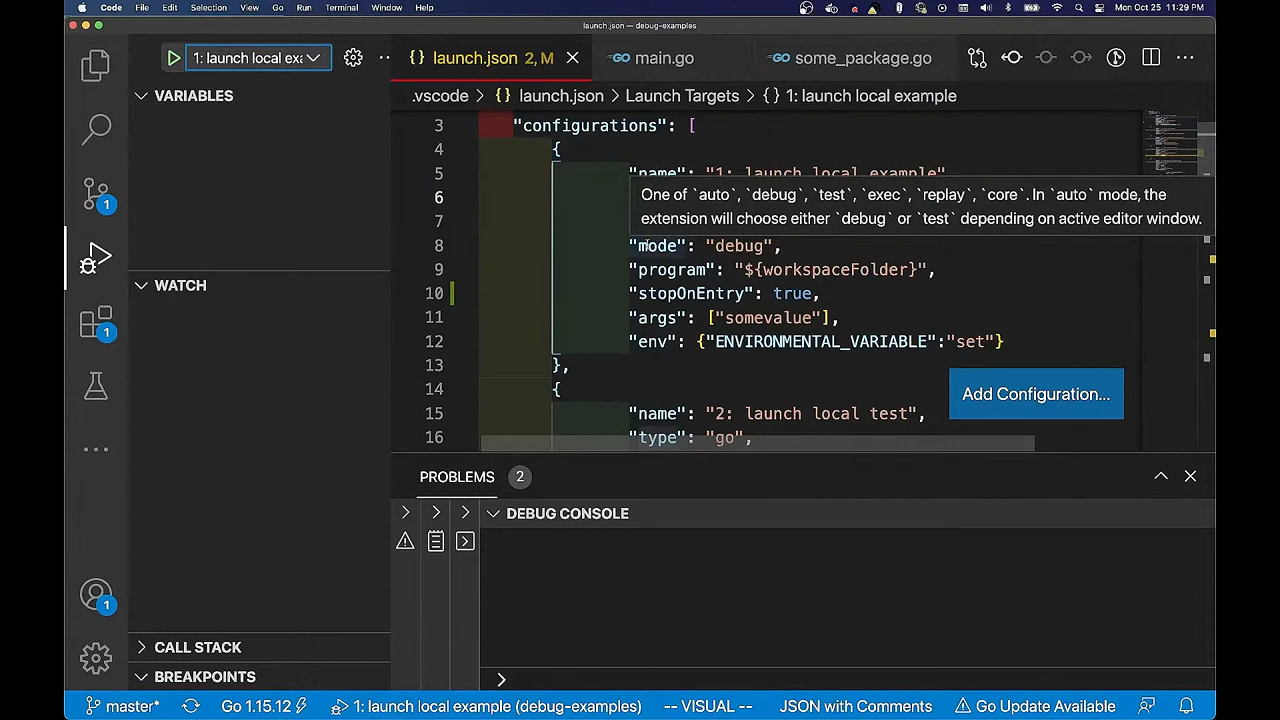 Code File Edit Selection View Go Run Terminal Window Help
Mon Oct 25 11:29 PM
launch.json — debug-examples
1: launch local exa
launch.json 2, M
main.go
some_package.go
.vscode > {} launch.json > Launch Targets > {} 1: launch local example
VARIABLES
WATCH
CALL STACK
BREAKPOINTS
3 "configurations": [
4 {
5 "name": "1: launch local example",
6
7
One of `auto`, `debug`, `test`, `exec`, `replay`, `core`. In `auto` mode, the
extension will choose either `debug` or `test` depending on active editor window.
8 "mode": "debug",
9 "program": "${workspaceFolder}",
10 "stopOnEntry": true,
11 "args": ["somevalue"],
12 "env": {"ENVIRONMENTAL_VARIABLE":"set"}
13 },
14 {
15 "name": "2: launch local test",
16 "type": "go",
Add Configuration...
1
1
1
PROBLEMS 2
DEBUG CONSOLE
master* Go 1.15.12 1: launch local example (debug-examples) -- VISUAL -- JSON with Comments Go Update Available